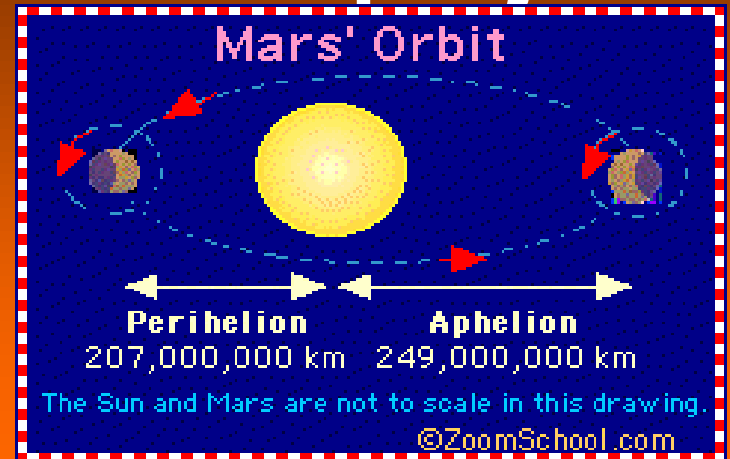 Mars' Orbit
Perihelion Aphelion
207,000,000 km 249,000,000 km
The Sun and Mars are not to scale in this drawing.
©ZoomSchool.com